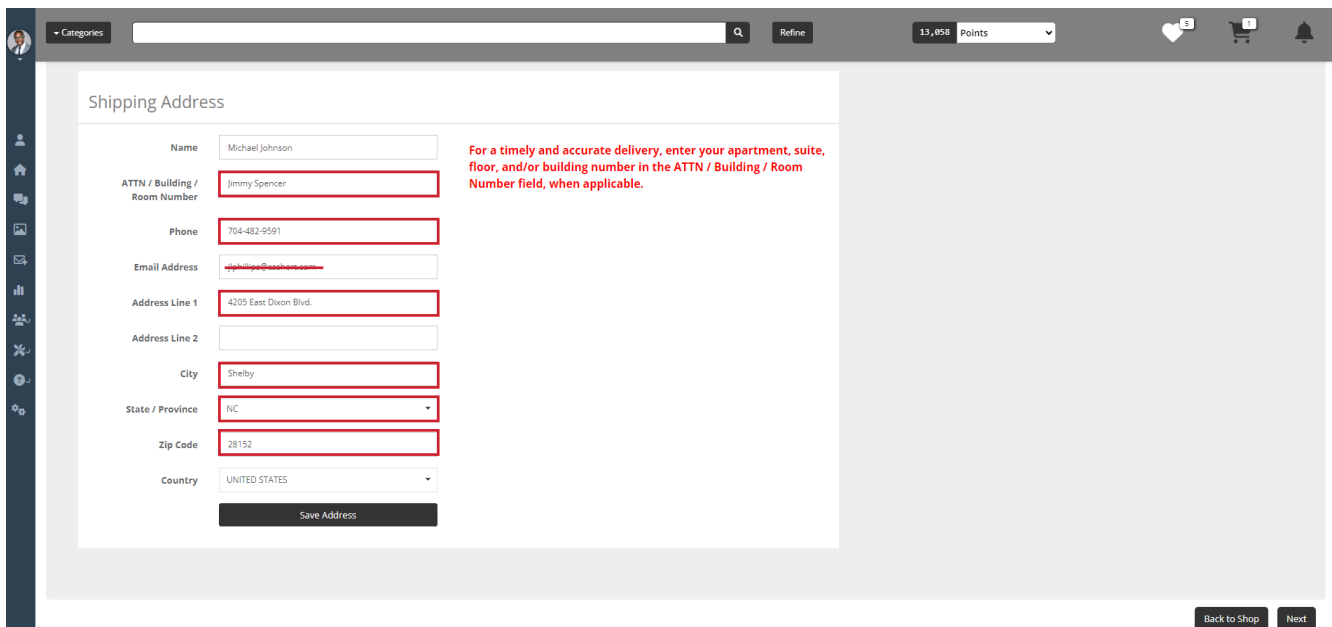 Categories
Refine
13,058 Points
5
1
Shipping Address
Name
Michael Johnson
For a timely and accurate delivery, enter your apartment, suite,
floor, and/or building number in the ATTN / Building / Room
Number field, when applicable.
ATTN / Building /
Room Number
Jimmy Spencer
Phone
704-482-9591
Email Address
Address Line 1
4205 East Dixon Blvd.
Address Line 2
City
Shelby
State / Province
NC
Zip Code
28152
Country
UNITED STATES
Save Address
Back to Shop
Next